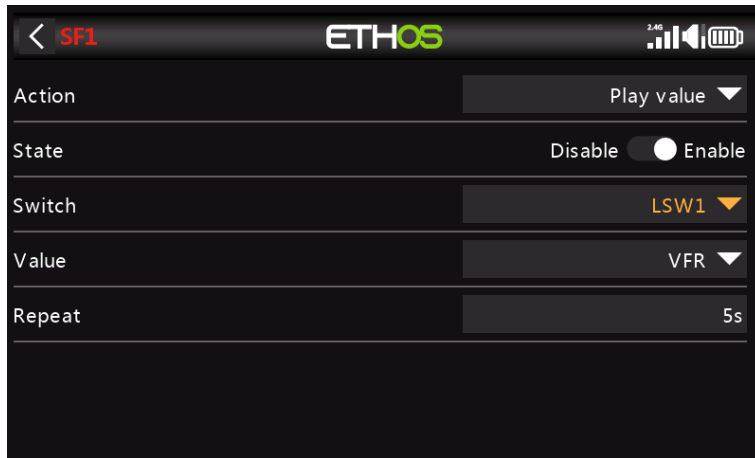 SF1 ETHOS 2.4G
Action Play value
State Disable Enable
Switch LSW1
Value VFR
Repeat 5s